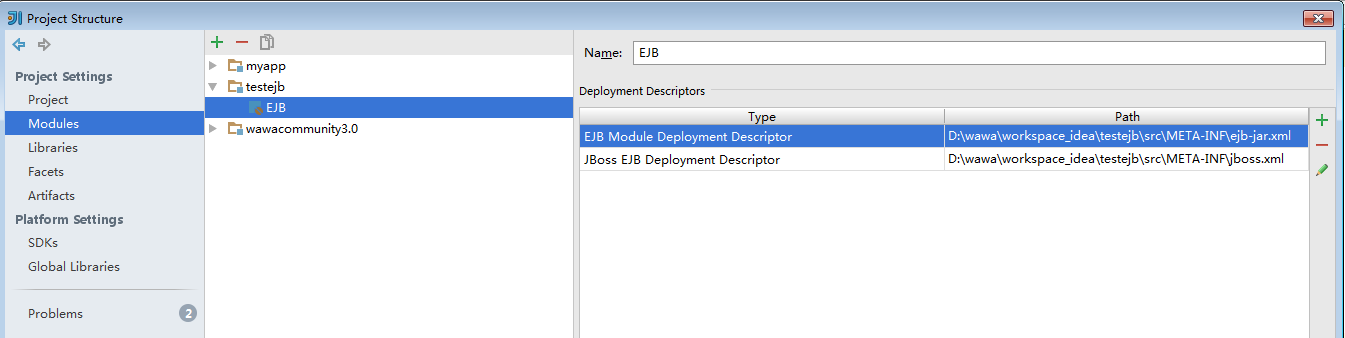 Project Structure
Project Settings
Project
Modules
Libraries
Facets
Artifacts
Platform Settings
SDKs
Global Libraries
Problems 2
myapp
testejb
EJB
wawacommunity3.0
Name: EJB
Deployment Descriptors
Type Path
EJB Module Deployment Descriptor D:\wawa\workspace_idea\testejb\src\META-INF\ejb-jar.xml
JBoss EJB Deployment Descriptor D:\wawa\workspace_idea\testejb\src\META-INF\jboss.xml